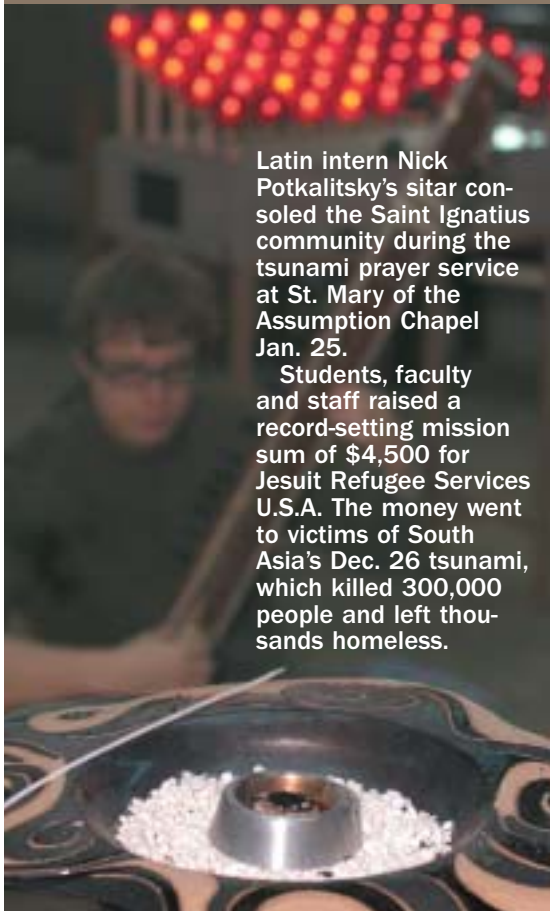 Latin intern Nick
Potkalitsky's sitar con-
soled the Saint Ignatius
community during the
tsunami prayer service
at St. Mary of the
Assumption Chapel
Jan. 25.
Students, faculty
and staff raised a
record-setting mission
sum of $4,500 for
Jesuit Refugee Services
U.S.A. The money went
to victims of South
Asia's Dec. 26 tsunami,
which killed 300,000
people and left thou-
sands homeless.